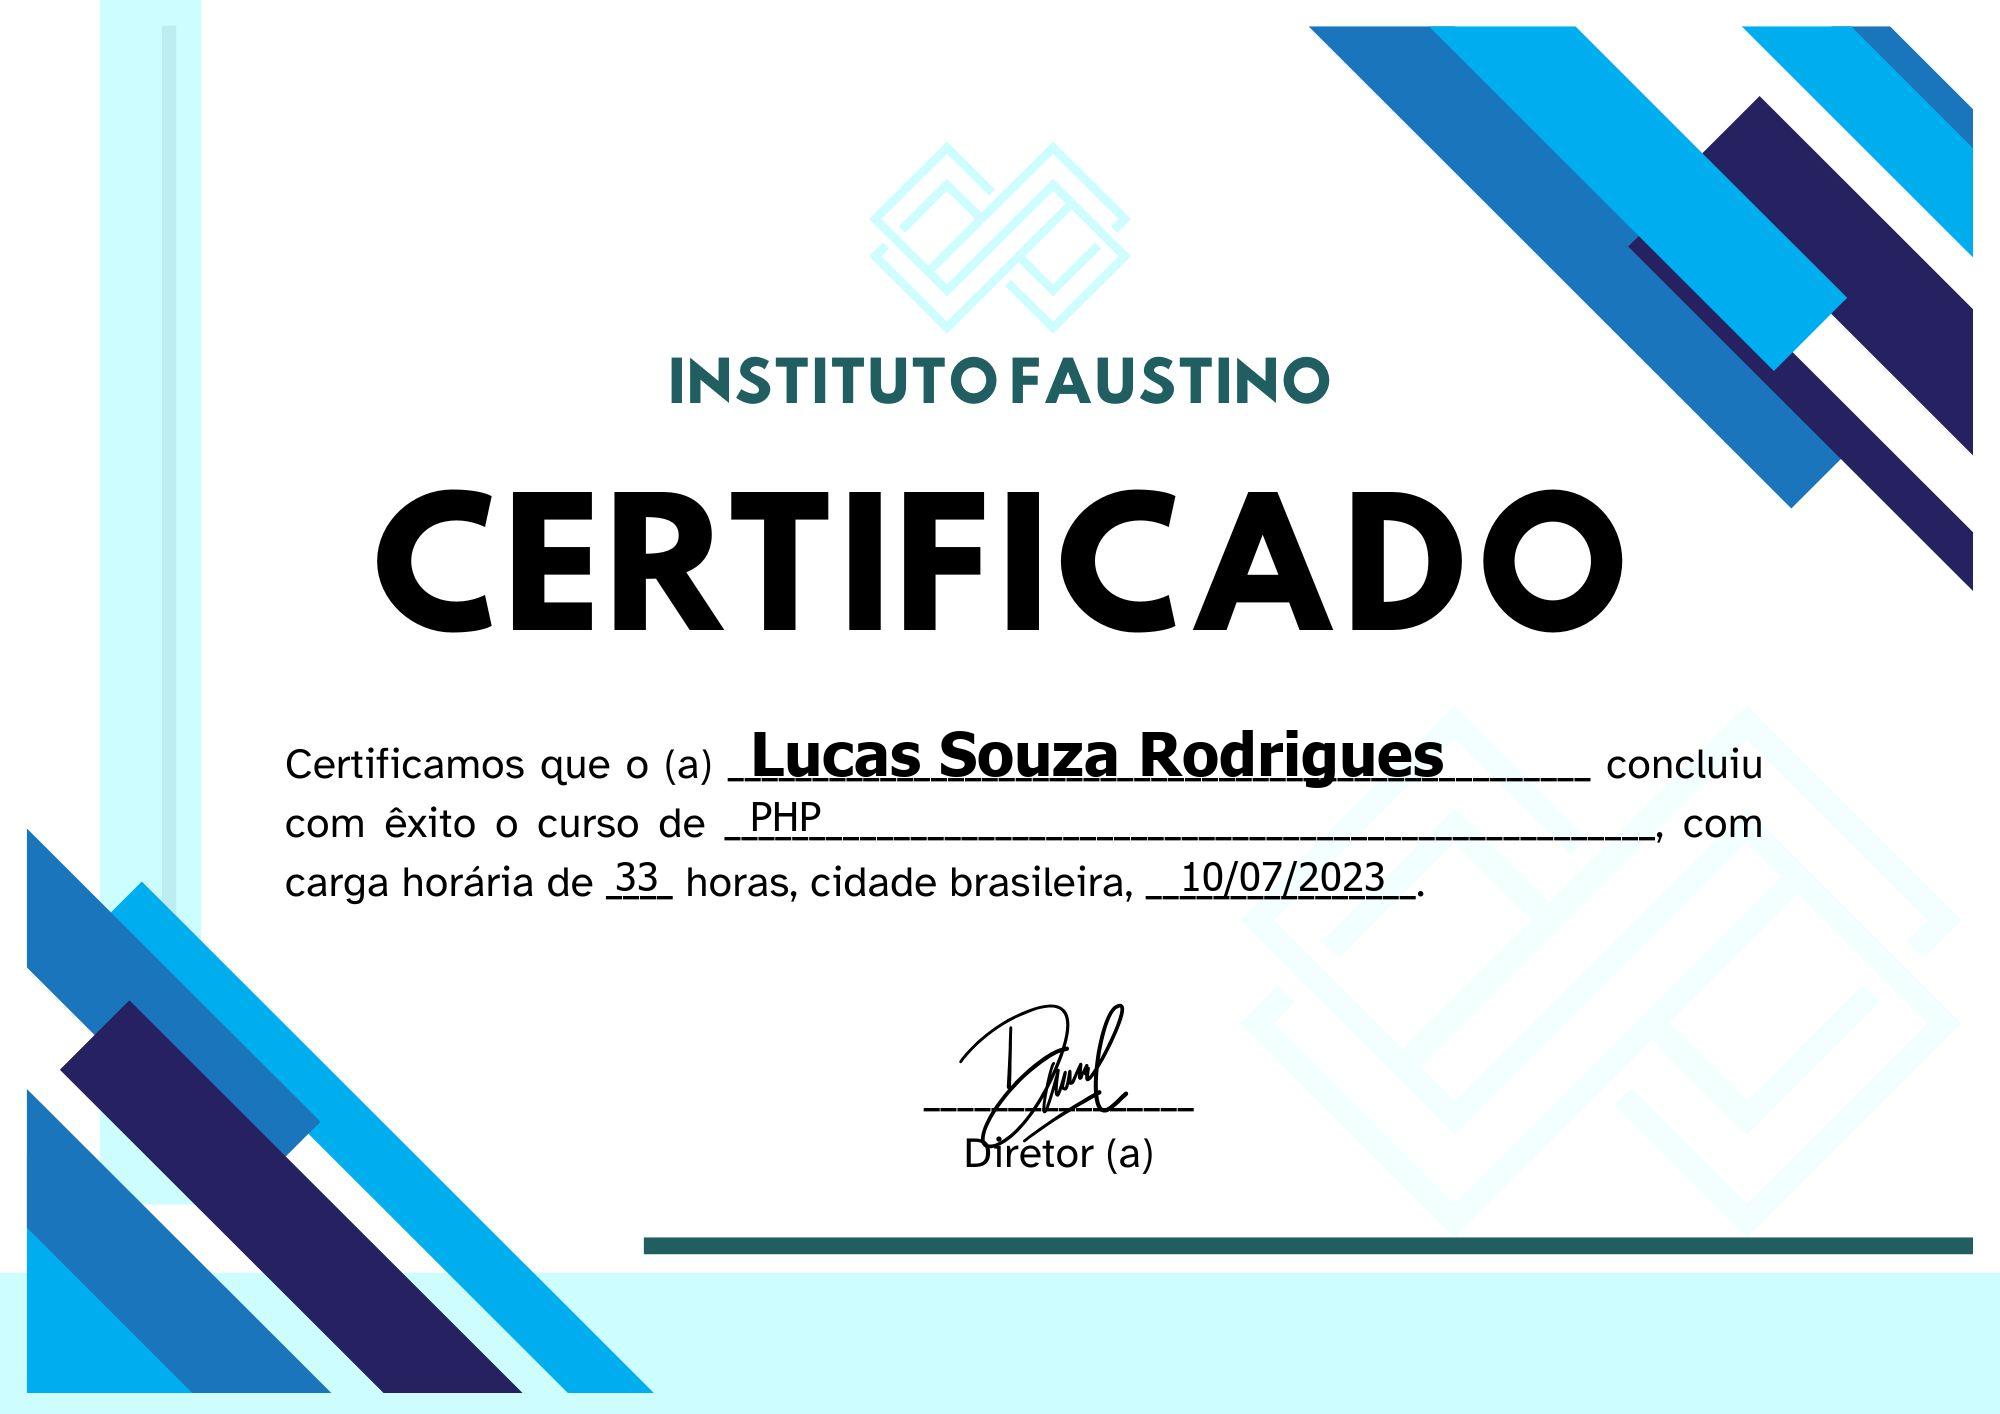 INSTITUTO FAUSTINO
CERTIFICADO
Certificamos que o (a) Lucas Souza Rodrigues concluiu
com êxito o curso de PHP, com
carga horária de 33 horas, cidade brasileira, 10/07/2023.
Diretor (a)